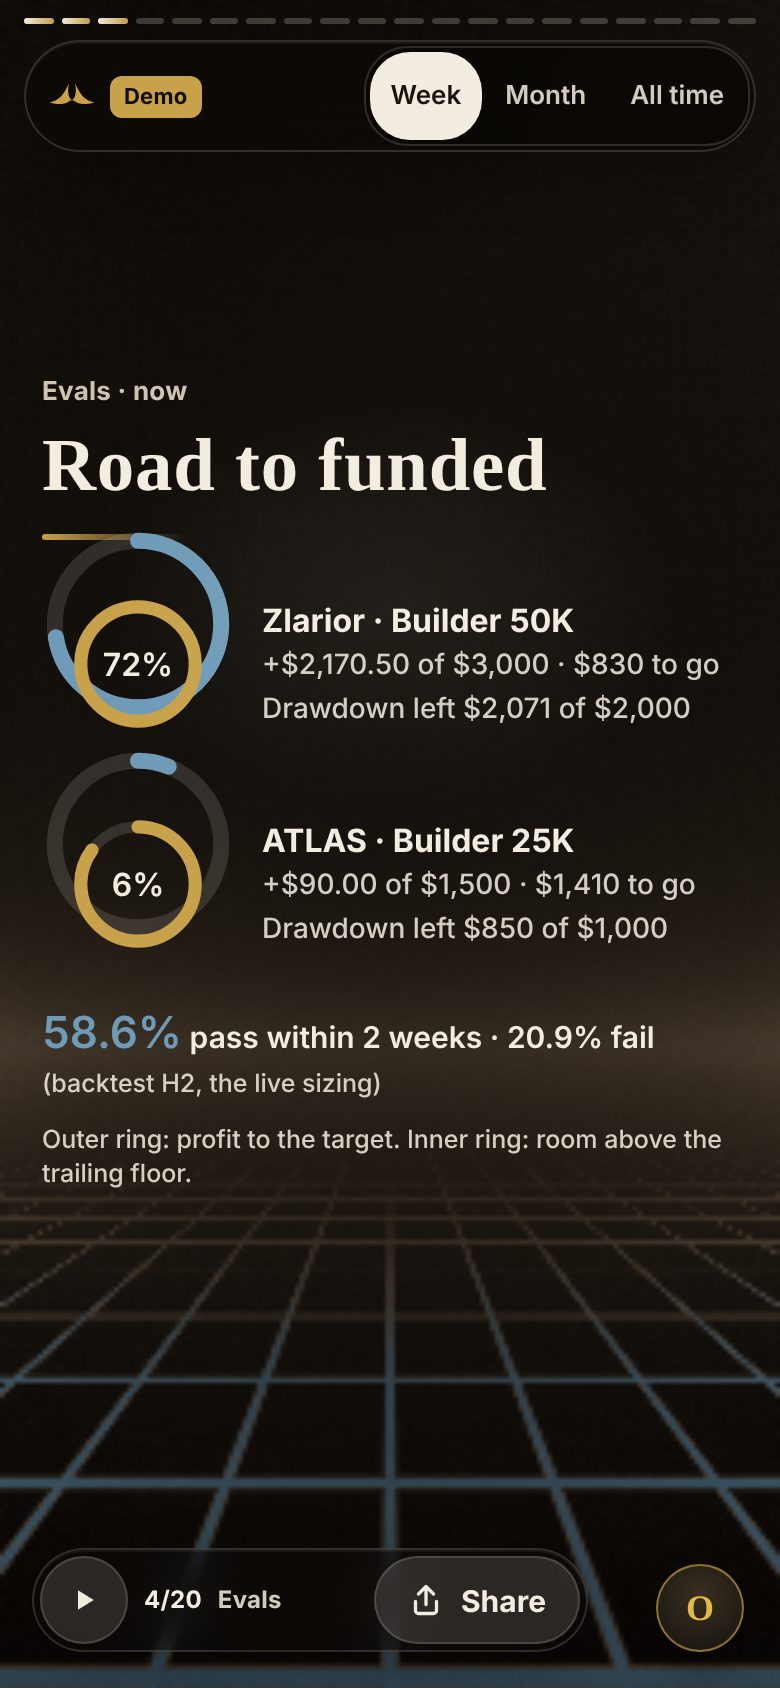 Demo
Week Month All time
Evals · now
Road to funded
72%
Zlarior · Builder 50K
+$2,170.50 of $3,000 · $830 to go
Drawdown left $2,071 of $2,000
6%
ATLAS · Builder 25K
+$90.00 of $1,500 · $1,410 to go
Drawdown left $850 of $1,000
58.6% pass within 2 weeks · 20.9% fail
(backtest H2, the live sizing)
Outer ring: profit to the target. Inner ring: room above the
trailing floor.
4/20 Evals Share O